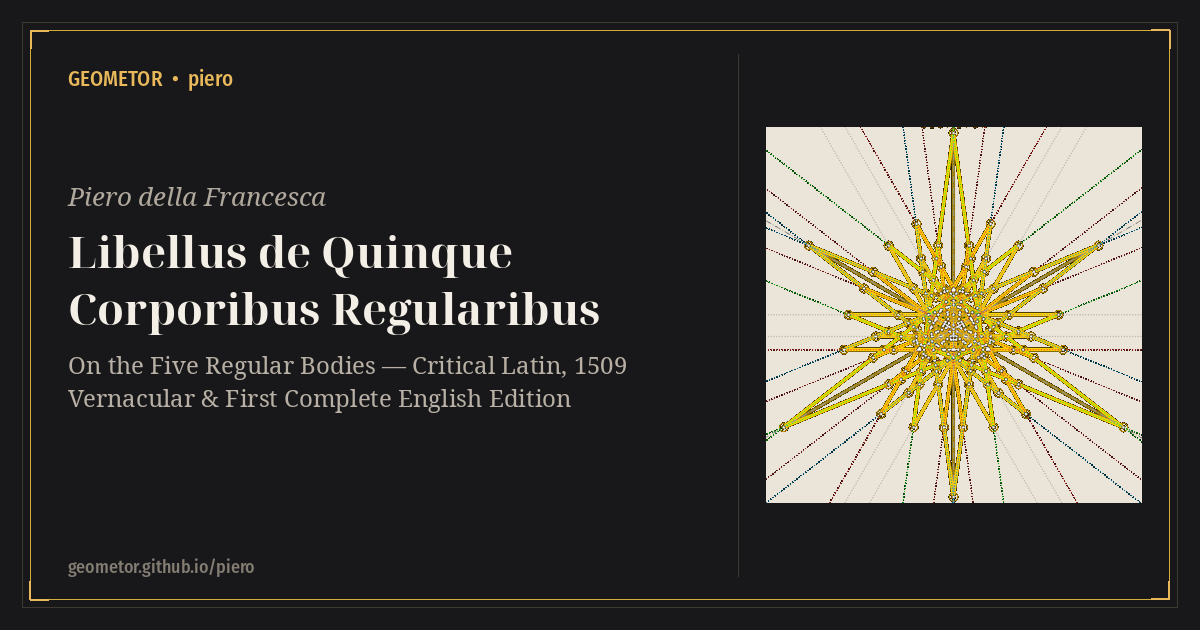 GEOMETOR • piero
Piero della Francesca
Libellus de Quinque
Corporibus Regularibus
On the Five Regular Bodies — Critical Latin, 1509
Vernacular & First Complete English Edition
geometor.github.io/piero